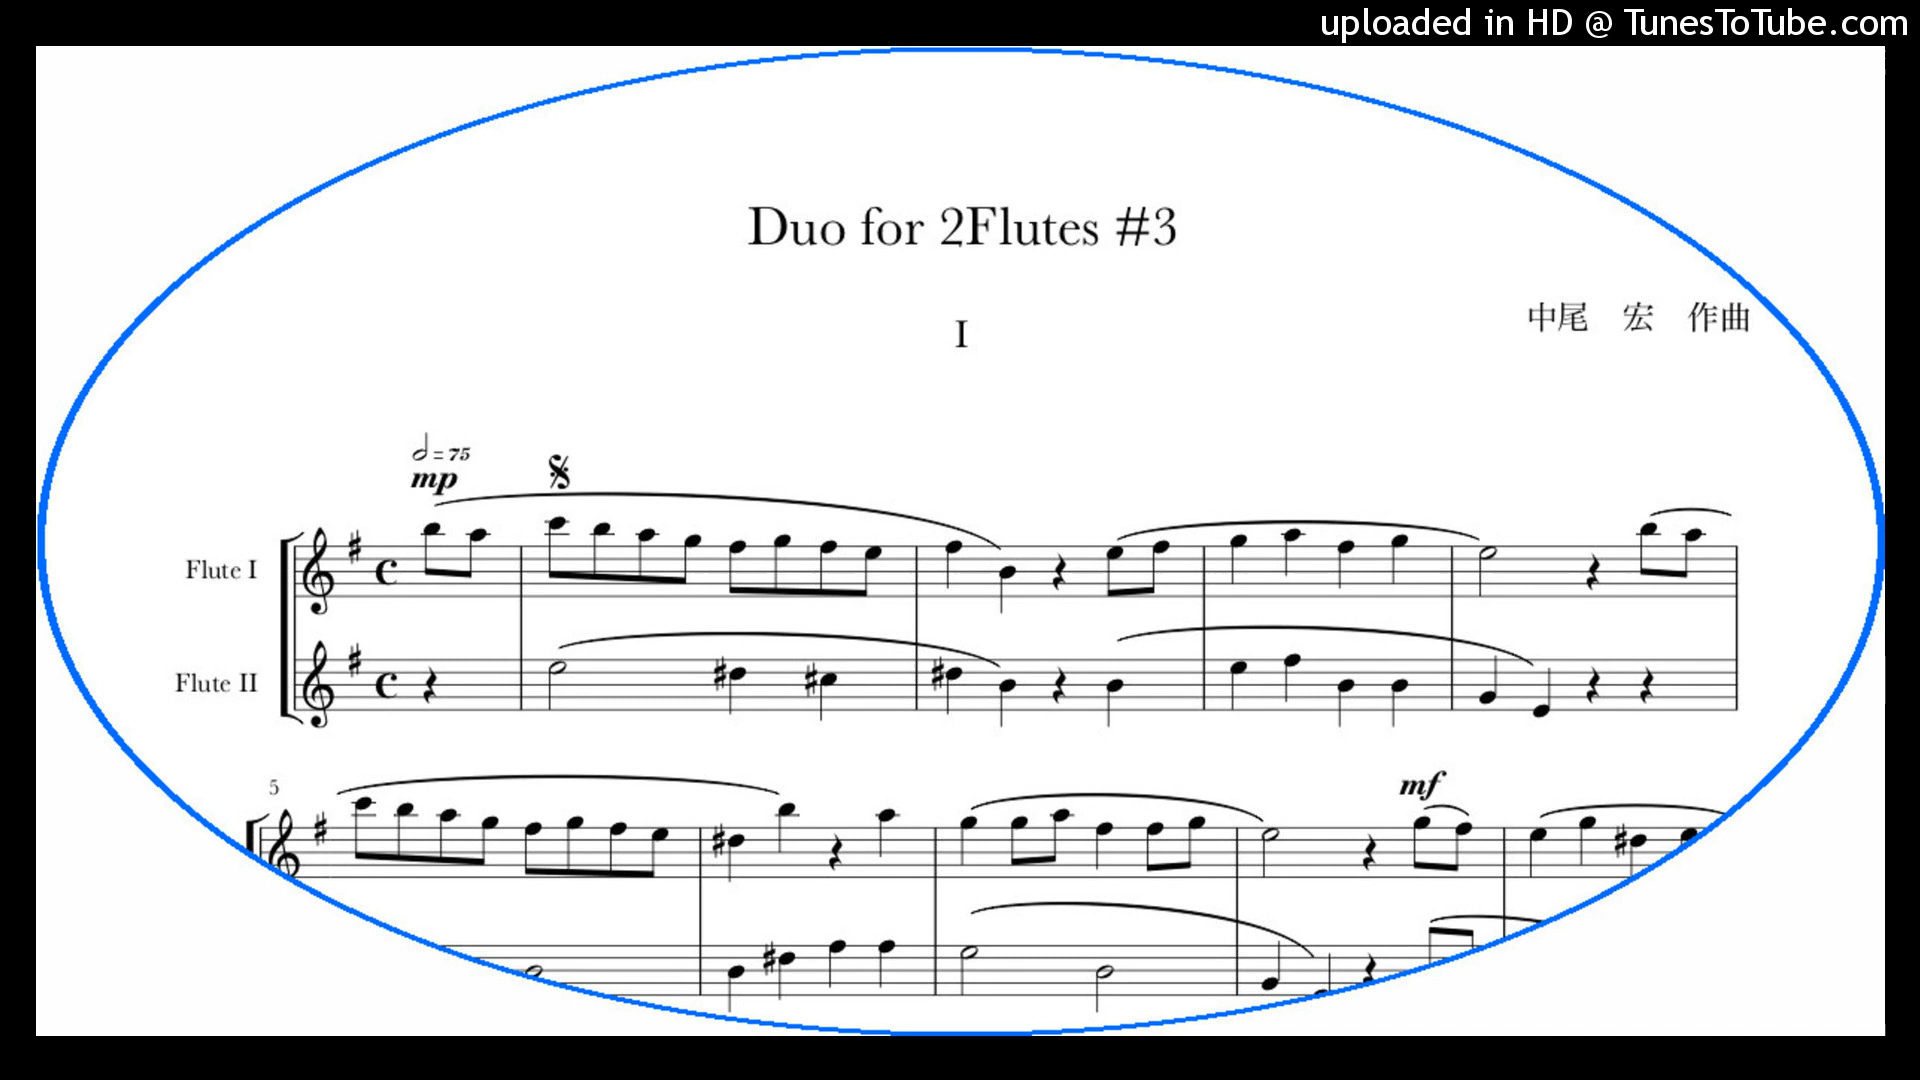 uploaded in HD @ TunesToTube.com
Duo for 2Flutes #3
I
中尾　宏　作曲
= 75
mp
Flute I
Flute II
5
mf